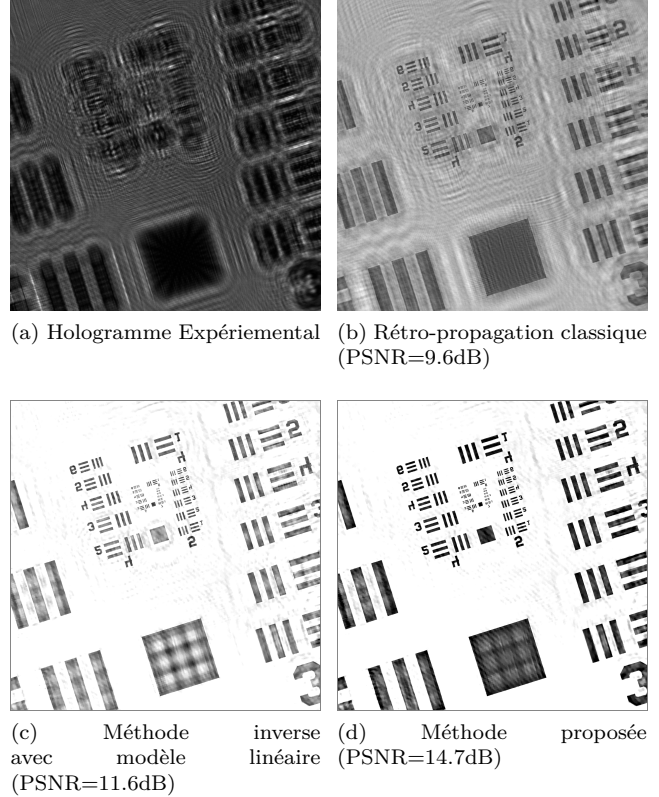 (a) Hologramme Expériemental
(b) Rétro-propagation classique
(PSNR=9.6dB)
(c) Méthode inverse
avec modèle linéaire
(PSNR=11.6dB)
(d) Méthode proposée
(PSNR=14.7dB)